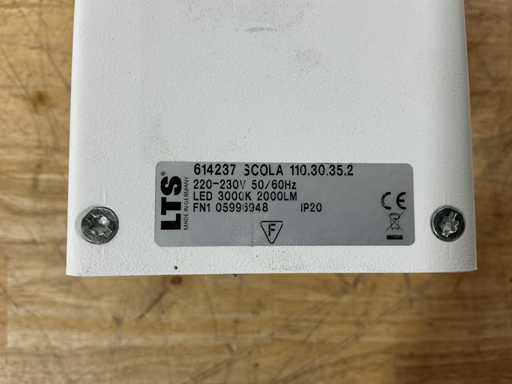 LTS®
MADE IN GERMANY
614237 SCOLA 110.30.35.2
220-230V 50/60Hz
LED 3000K 2000LM
FN1 05996948 IP20
F
CE